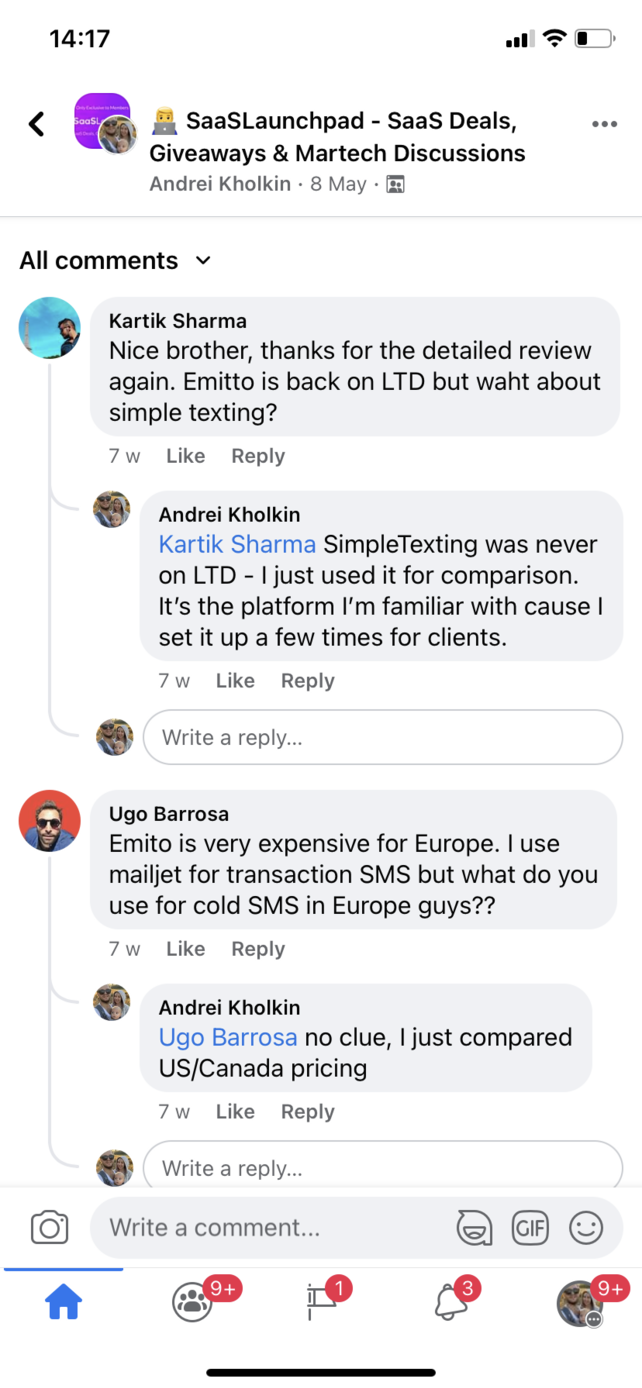 14:17
SaaSLaunchpad - SaaS Deals,
Giveaways & Martech Discussions
Andrei Kholkin · 8 May ·
All comments
Kartik Sharma
Nice brother, thanks for the detailed review
again. Emitto is back on LTD but waht about
simple texting?
7 w Like Reply
Andrei Kholkin
Kartik Sharma SimpleTexting was never
on LTD - I just used it for comparison.
It's the platform I'm familiar with cause I
set it up a few times for clients.
7 w Like Reply
Write a reply...
Ugo Barrosa
Emito is very expensive for Europe. I use
mailjet for transaction SMS but what do you
use for cold SMS in Europe guys??
7 w Like Reply
Andrei Kholkin
Ugo Barrosa no clue, I just compared
US/Canada pricing
7 w Like Reply
Write a reply...
Write a comment...
GIF
9+ 1 3 9+